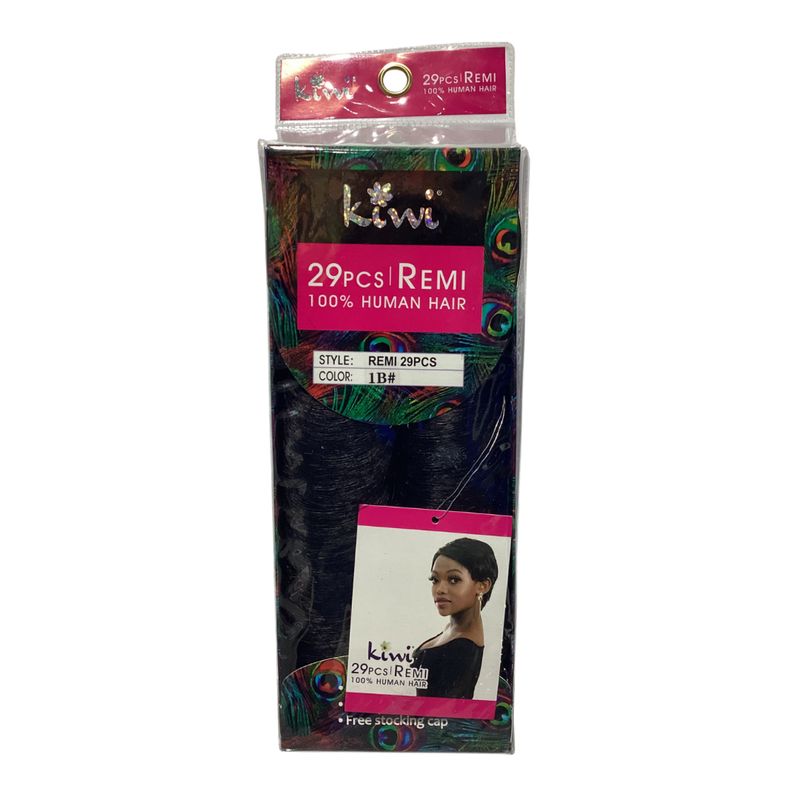 kiwi
29PCS | REMI
100% HUMAN HAIR
kiwi®
29PCS | REMI
100% HUMAN HAIR
STYLE: REMI 29PCS
COLOR: 1B#
kiwi
29PCS | REMI
100% HUMAN HAIR
• Free stocking cap